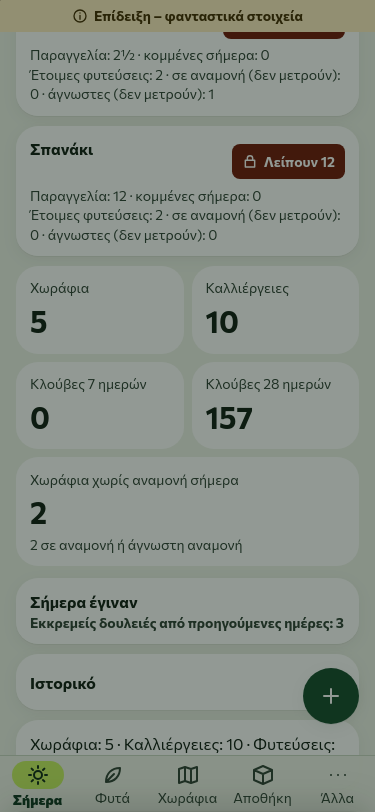 Επίδειξη – φανταστικά στοιχεία
Παραγγελία: 2½ · κομμένες σήμερα: 0
Έτοιμες φυτεύσεις: 2 · σε αναμονή (δεν μετρούν):
0 · άγνωστες (δεν μετρούν): 1
Σπανάκι
Λείπουν 12
Παραγγελία: 12 · κομμένες σήμερα: 0
Έτοιμες φυτεύσεις: 2 · σε αναμονή (δεν μετρούν):
0 · άγνωστες (δεν μετρούν): 0
Χωράφια
5
Καλλιέργειες
10
Κλούβες 7 ημερών
0
Κλούβες 28 ημερών
157
Χωράφια χωρίς αναμονή σήμερα
2
2 σε αναμονή ή άγνωστη αναμονή
Σήμερα έγιναν
Εκκρεμείς δουλειές από προηγούμενες ημέρες: 3
Ιστορικό
Χωράφια: 5 · Καλλιέργειες: 10 · Φυτεύσεις:
Σήμερα
Φυτά
Χωράφια
Αποθήκη
Άλλα